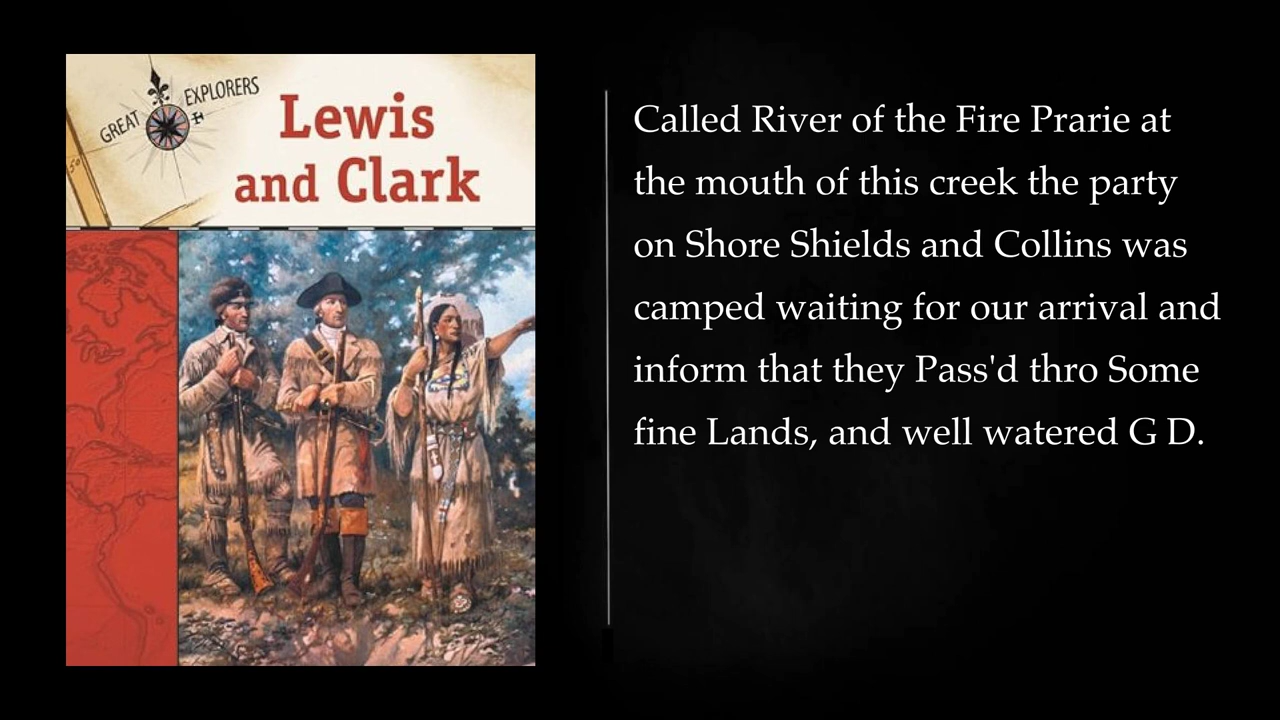 GREAT EXPLORERS
Lewis
and Clark
50
Called River of the Fire Prarie at
the mouth of this creek the party
on Shore Shields and Collins was
camped waiting for our arrival and
inform that they Pass'd thro Some
fine Lands, and well watered G D.